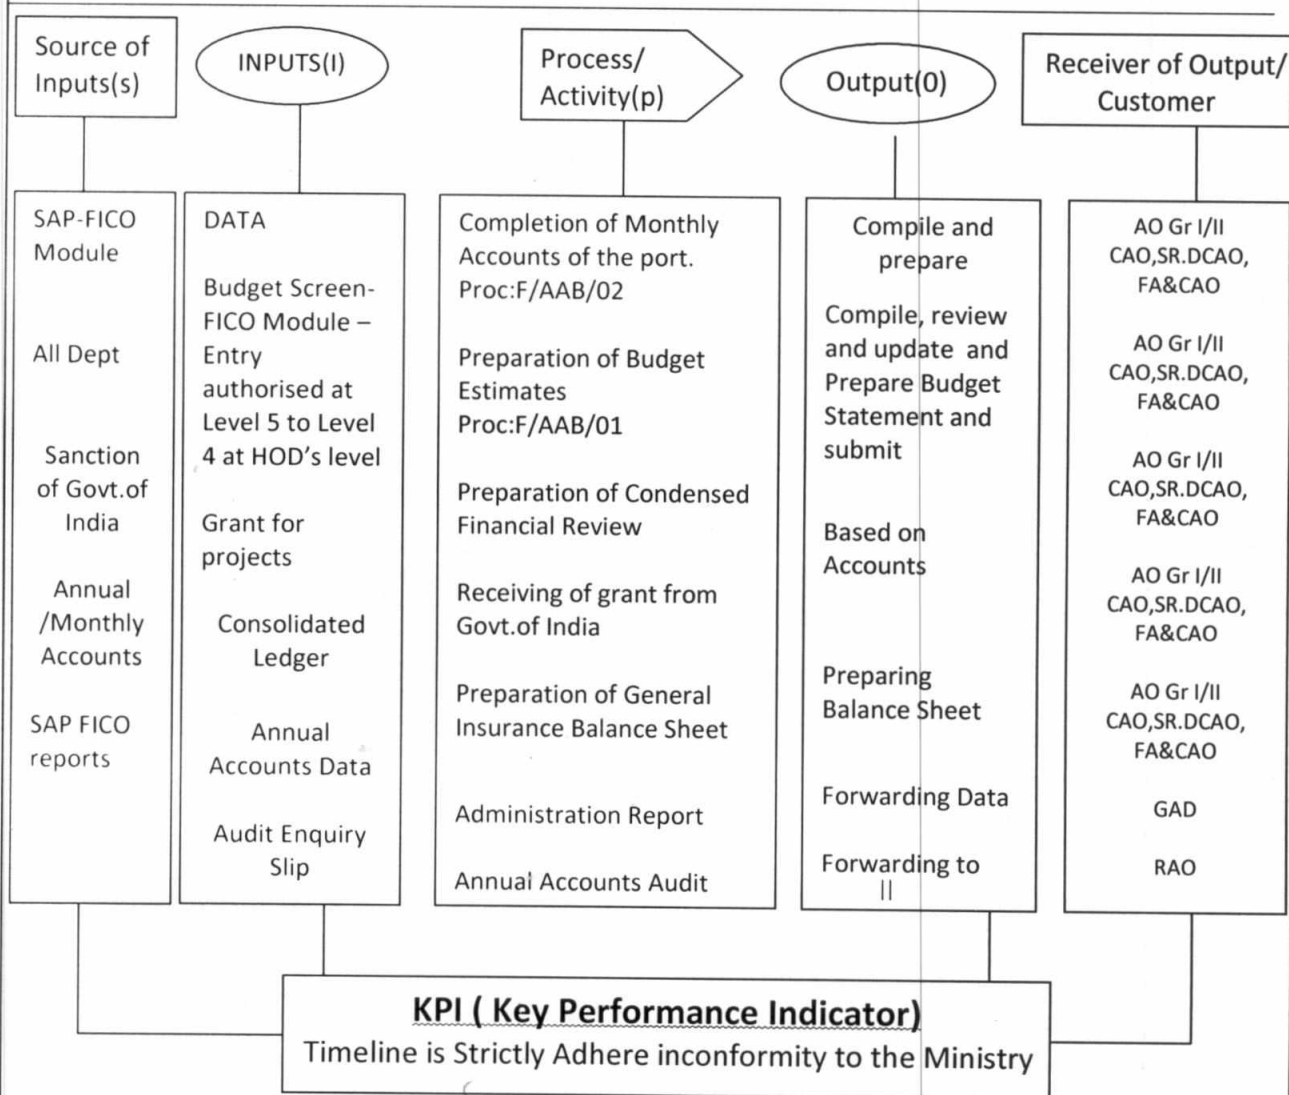 Source of
Inputs(s)
INPUTS(I)
Process/
Activity(p)
Output(0)
Receiver of Output/
Customer
SAP-FICO
Module
All Dept
Sanction
of Govt.of
India
Annual
/Monthly
Accounts
SAP FICO
reports
DATA
Budget Screen-
FICO Module –
Entry
authorised at
Level 5 to Level
4 at HOD's level
Grant for
projects
Consolidated
Ledger
Annual
Accounts Data
Audit Enquiry
Slip
Completion of Monthly
Accounts of the port.
Proc:F/AAB/02
Preparation of Budget
Estimates
Proc:F/AAB/01
Preparation of Condensed
Financial Review
Receiving of grant from
Govt.of India
Preparation of General
Insurance Balance Sheet
Administration Report
Annual Accounts Audit
Compile and
prepare
Compile, review
and update and
Prepare Budget
Statement and
submit
Based on
Accounts
Preparing
Balance Sheet
Forwarding Data
Forwarding to
||
AO Gr I/II
CAO,SR.DCAO,
FA&CAO
AO Gr I/II
CAO,SR.DCAO,
FA&CAO
AO Gr I/II
CAO,SR.DCAO,
FA&CAO
AO Gr I/II
CAO,SR.DCAO,
FA&CAO
AO Gr I/II
CAO,SR.DCAO,
FA&CAO
GAD
RAO
KPI ( Key Performance Indicator)
Timeline is Strictly Adhere inconformity to the Ministry